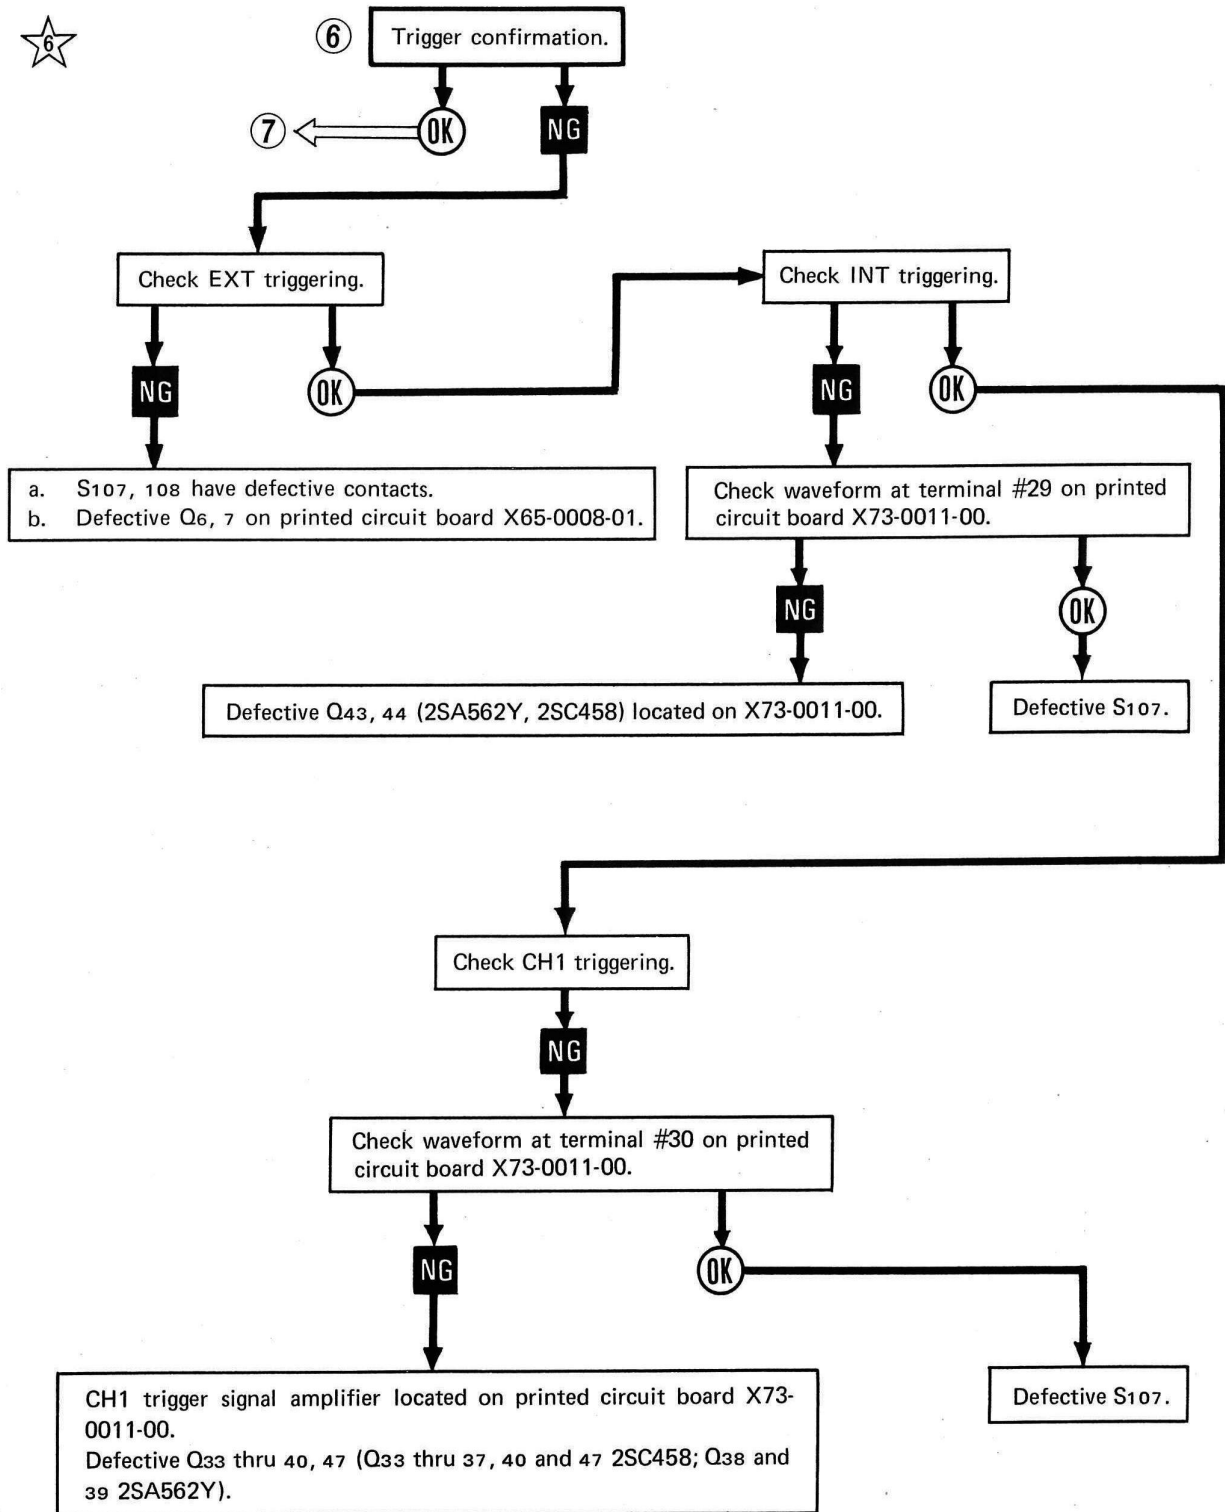 6
⑥ Trigger confirmation.
⑦ OK NG
Check EXT triggering.
Check INT triggering.
NG OK
NG OK
a. S107, 108 have defective contacts.
b. Defective Q6, 7 on printed circuit board X65-0008-01.
Check waveform at terminal #29 on printed
circuit board X73-0011-00.
NG OK
Defective Q43, 44 (2SA562Y, 2SC458) located on X73-0011-00.
Defective S107.
Check CH1 triggering.
NG
Check waveform at terminal #30 on printed
circuit board X73-0011-00.
NG OK
CH1 trigger signal amplifier located on printed circuit board X73-
0011-00.
Defective Q33 thru 40, 47 (Q33 thru 37, 40 and 47 2SC458; Q38 and
39 2SA562Y).
Defective S107.